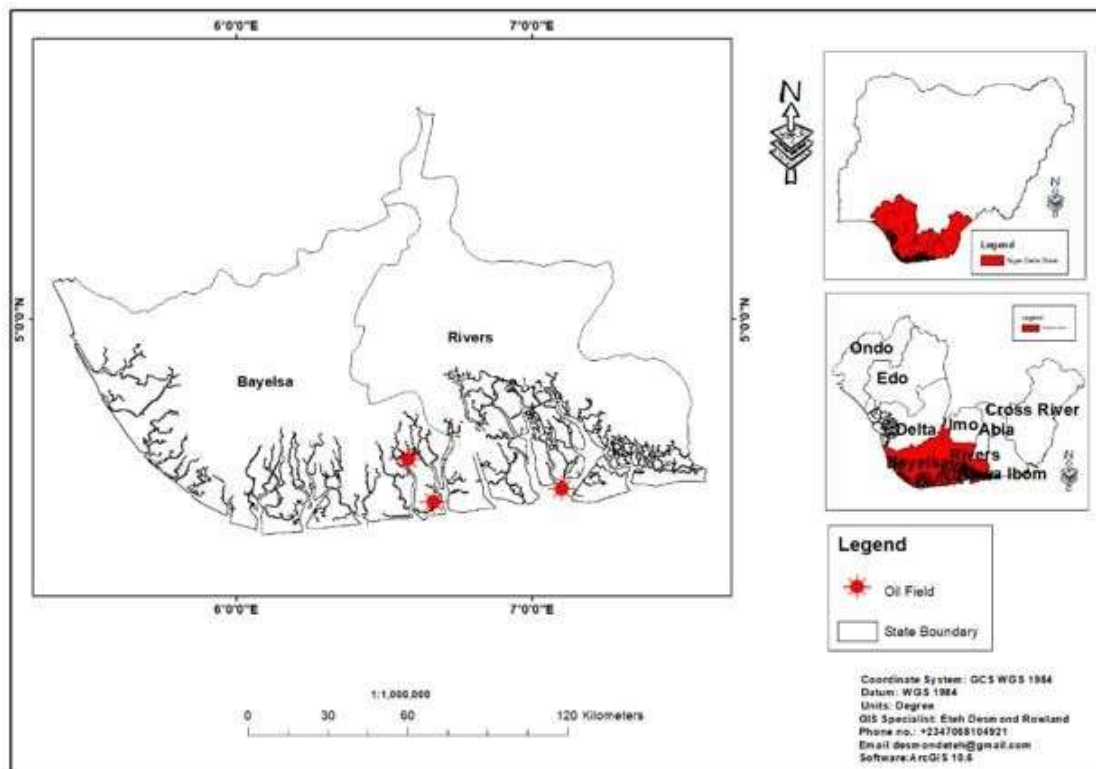 6°0'0"E
7°0'0"E
5°0'0"N
5°0'0"N
Bayelsa
Rivers
6°0'0"E
7°0'0"E
1:1,000,000
0 30 60 120 Kilometers
N
N
Legend
Legend
Ondo
Edo
Delta
Imo
Abia
Cross River
Rivers
Ibom
N
Legend
Oil Field
State Boundary
Coordinate System: GCS WGS 1984
Datum: WGS 1984
Units: Degree
GIS Specialist: Eteh Desmond Rowland
Phone no.: +2347068104921
Email desmondeteh@gmail.com
Software:ArcGIS 10.6